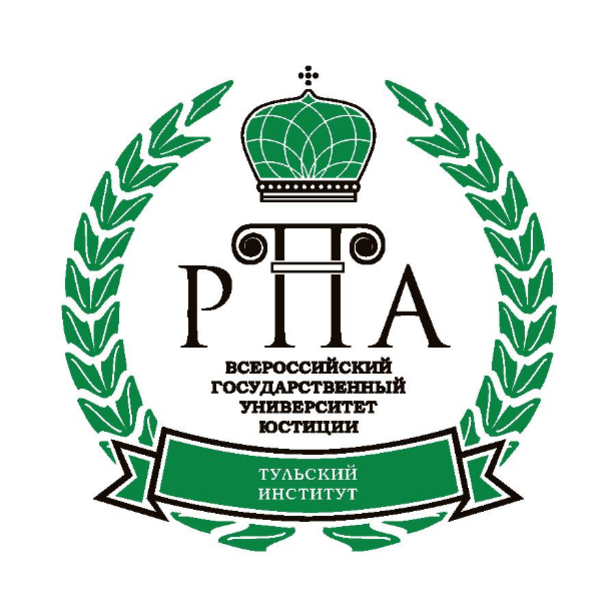 РПА
ВСЕРОССИЙСКИЙ
ГОСУДАРСТВЕННЫЙ
УНИВЕРСИТЕТ
ЮСТИЦИИ
ТУЛЬСКИЙ
ИНСТИТУТ